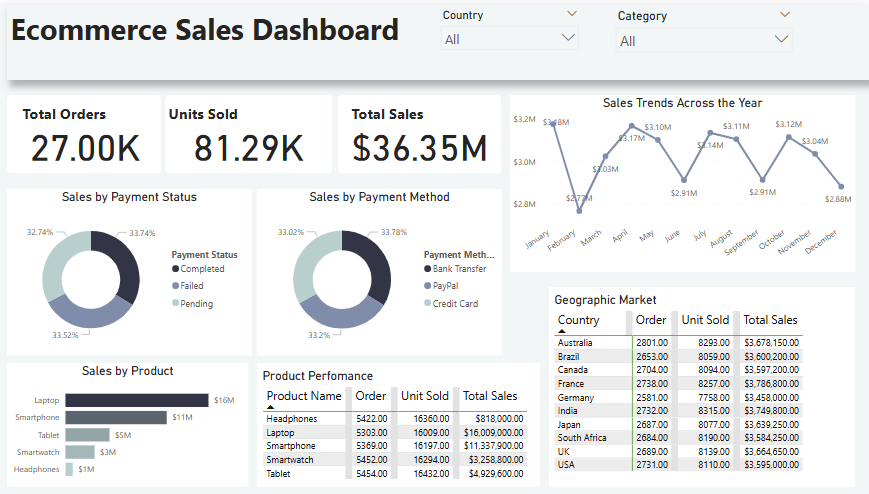 Ecommerce Sales Dashboard
Country
All
Category
All
Total Orders
27.00K
Units Sold
81.29K
Total Sales
$36.35M
Sales Trends Across the Year
$3.2M
$3.0M
$2.8M
$3.18M
$2.77M
$3.03M
$3.17M
$3.10M
$2.91M
$3.14M
$3.11M
$2.91M
$3.12M
$3.04M
$2.88M
January
February
March
April
May
June
July
August
September
October
November
December
Sales by Payment Status
32.74%
33.74%
33.52%
Payment Status
Completed
Failed
Pending
Sales by Payment Method
33.02%
33.78%
33.2%
Payment Meth...
Bank Transfer
PayPal
Credit Card
Sales by Product
Laptop $16M
Smartphone $11M
Tablet $5M
Smartwatch $3M
Headphones $1M
Product Perfomance
Product Name Order Unit Sold Total Sales
Headphones 5422.00 16360.00 $818,000.00
Laptop 5303.00 16009.00 $16,009,000.00
Smartphone 5369.00 16197.00 $11,337,900.00
Smartwatch 5452.00 16294.00 $3,258,800.00
Tablet 5454.00 16432.00 $4,929,600.00
Geographic Market
Country Order Unit Sold Total Sales
Australia 2801.00 8293.00 $3,678,150.00
Brazil 2653.00 8059.00 $3,600,200.00
Canada 2704.00 8094.00 $3,597,200.00
France 2738.00 8257.00 $3,786,800.00
Germany 2581.00 7758.00 $3,458,000.00
India 2732.00 8315.00 $3,749,800.00
Japan 2687.00 8077.00 $3,639,250.00
South Africa 2684.00 8190.00 $3,584,250.00
UK 2689.00 8139.00 $3,664,650.00
USA 2731.00 8110.00 $3,595,000.00